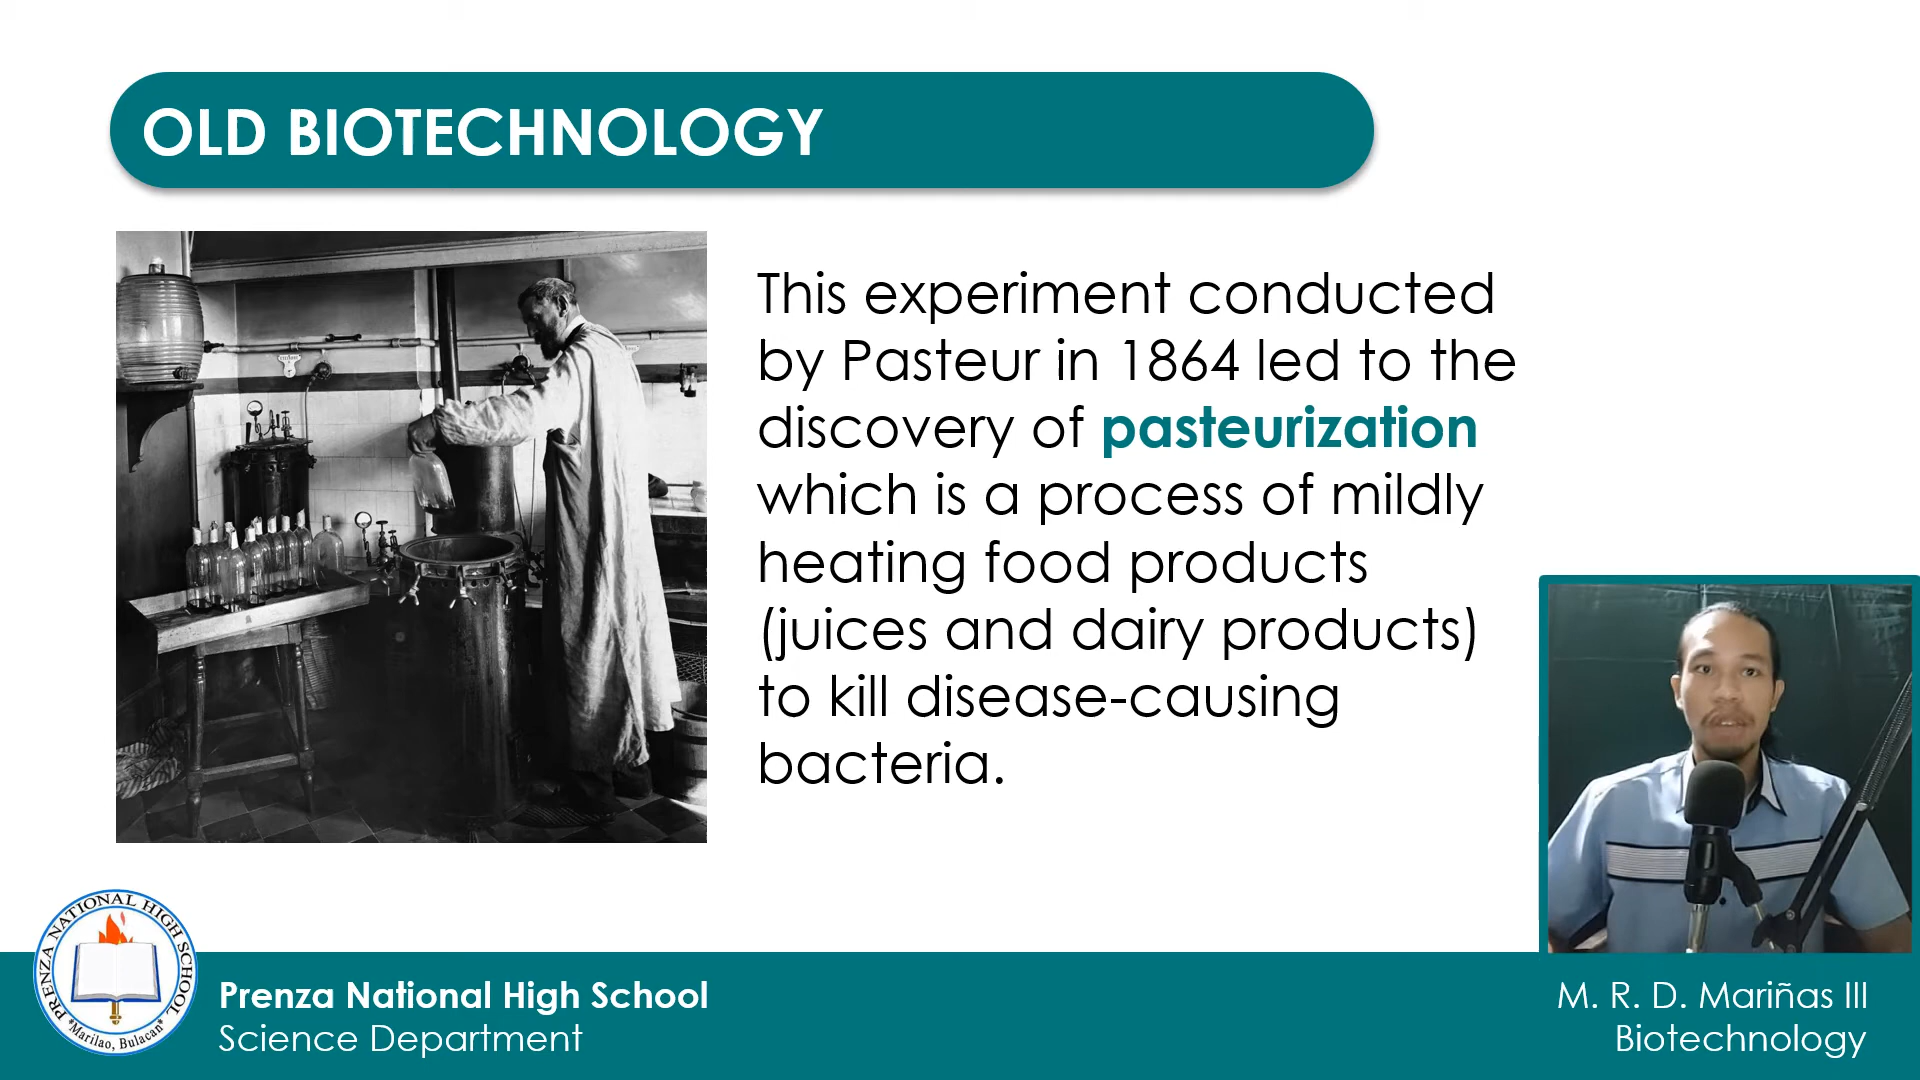 OLD BIOTECHNOLOGY
This experiment conducted
by Pasteur in 1864 led to the
discovery of pasteurization
which is a process of mildly
heating food products
(juices and dairy products)
to kill disease-causing
bacteria.
PRENZA NATIONAL HIGH SCHOOL
*Marilao, Bulacan*
Prenza National High School
Science Department
M. R. D. Mariñas III
Biotechnology